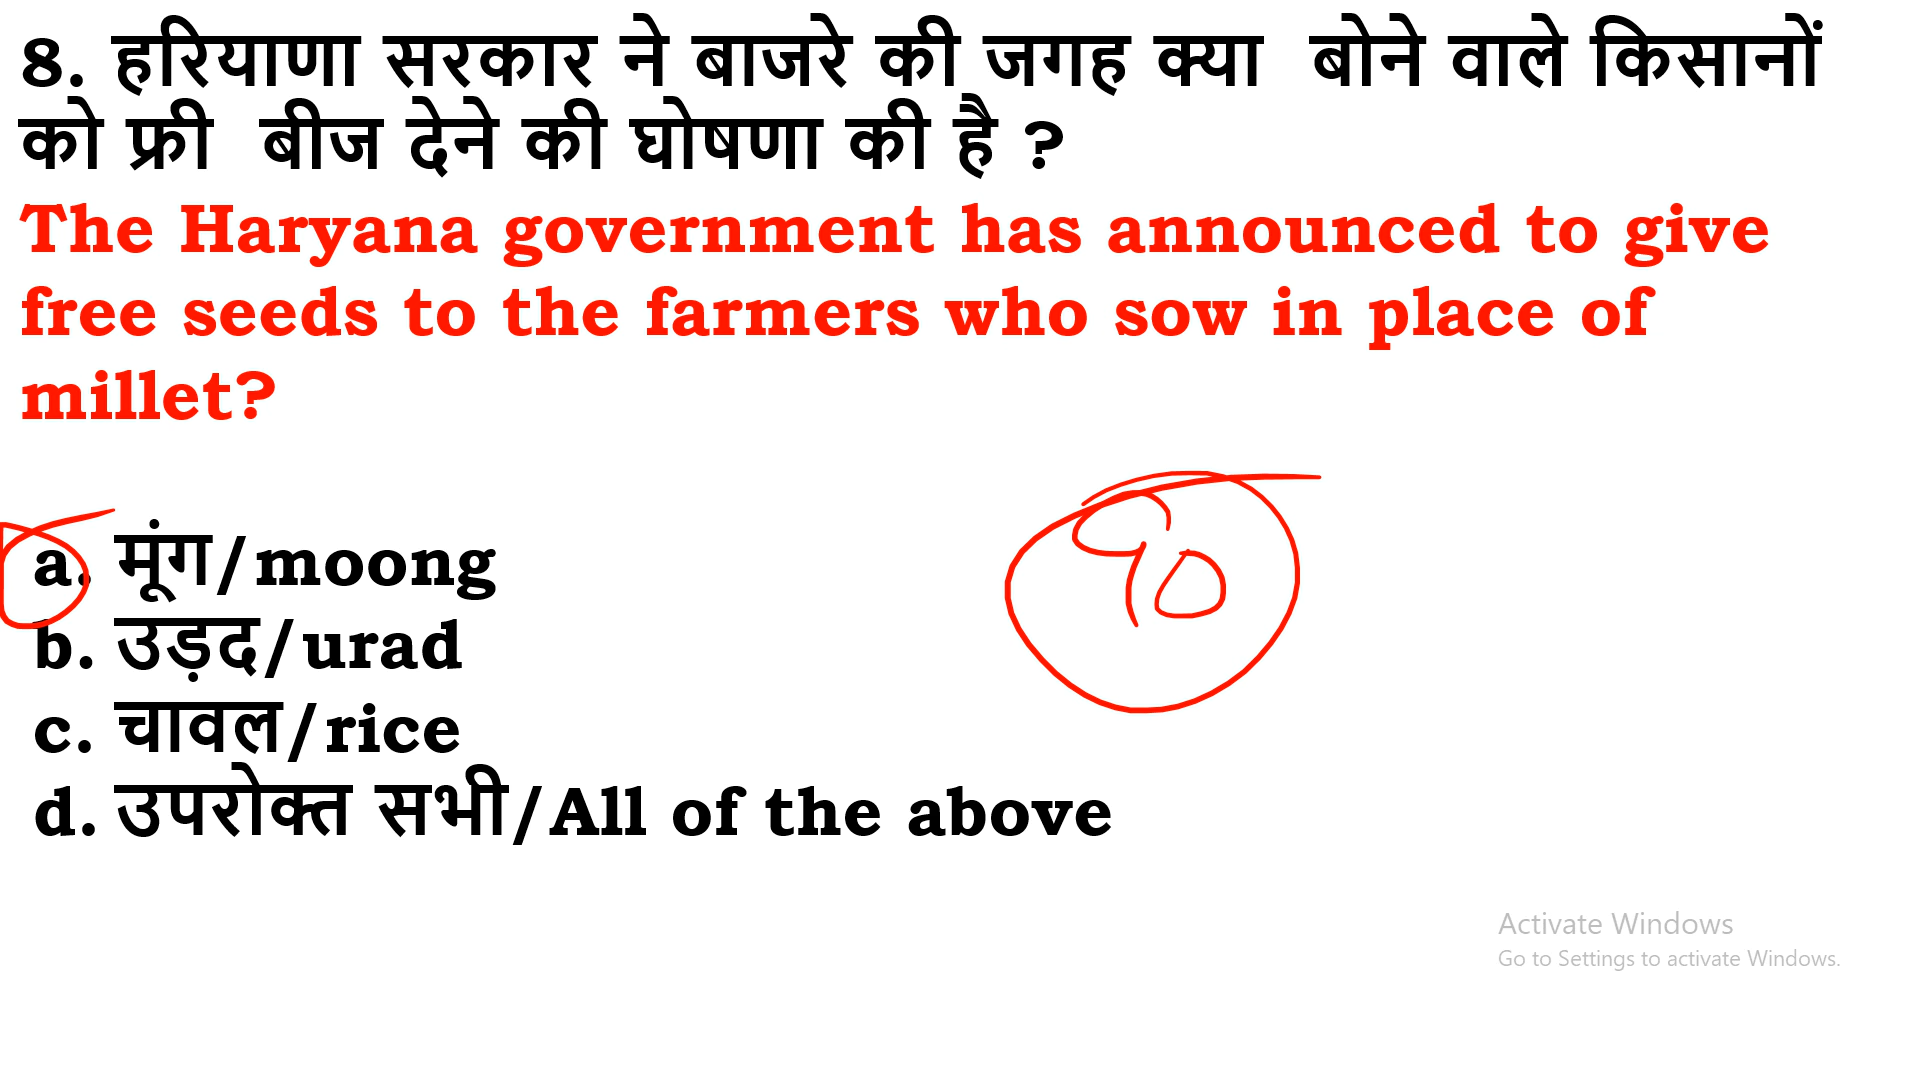 8. हरियाणा सरकार ने बाजरे की जगह क्या बोने वाले किसानों
को फ्री बीज देने की घोषणा की है ?
The Haryana government has announced to give
free seeds to the farmers who sow in place of
millet?
a. मूंग/moong
90
b. उड़द/urad
c. चावल/rice
d. उपरोक्त सभी/All of the above
Activate Windows
Go to Settings to activate Windows.